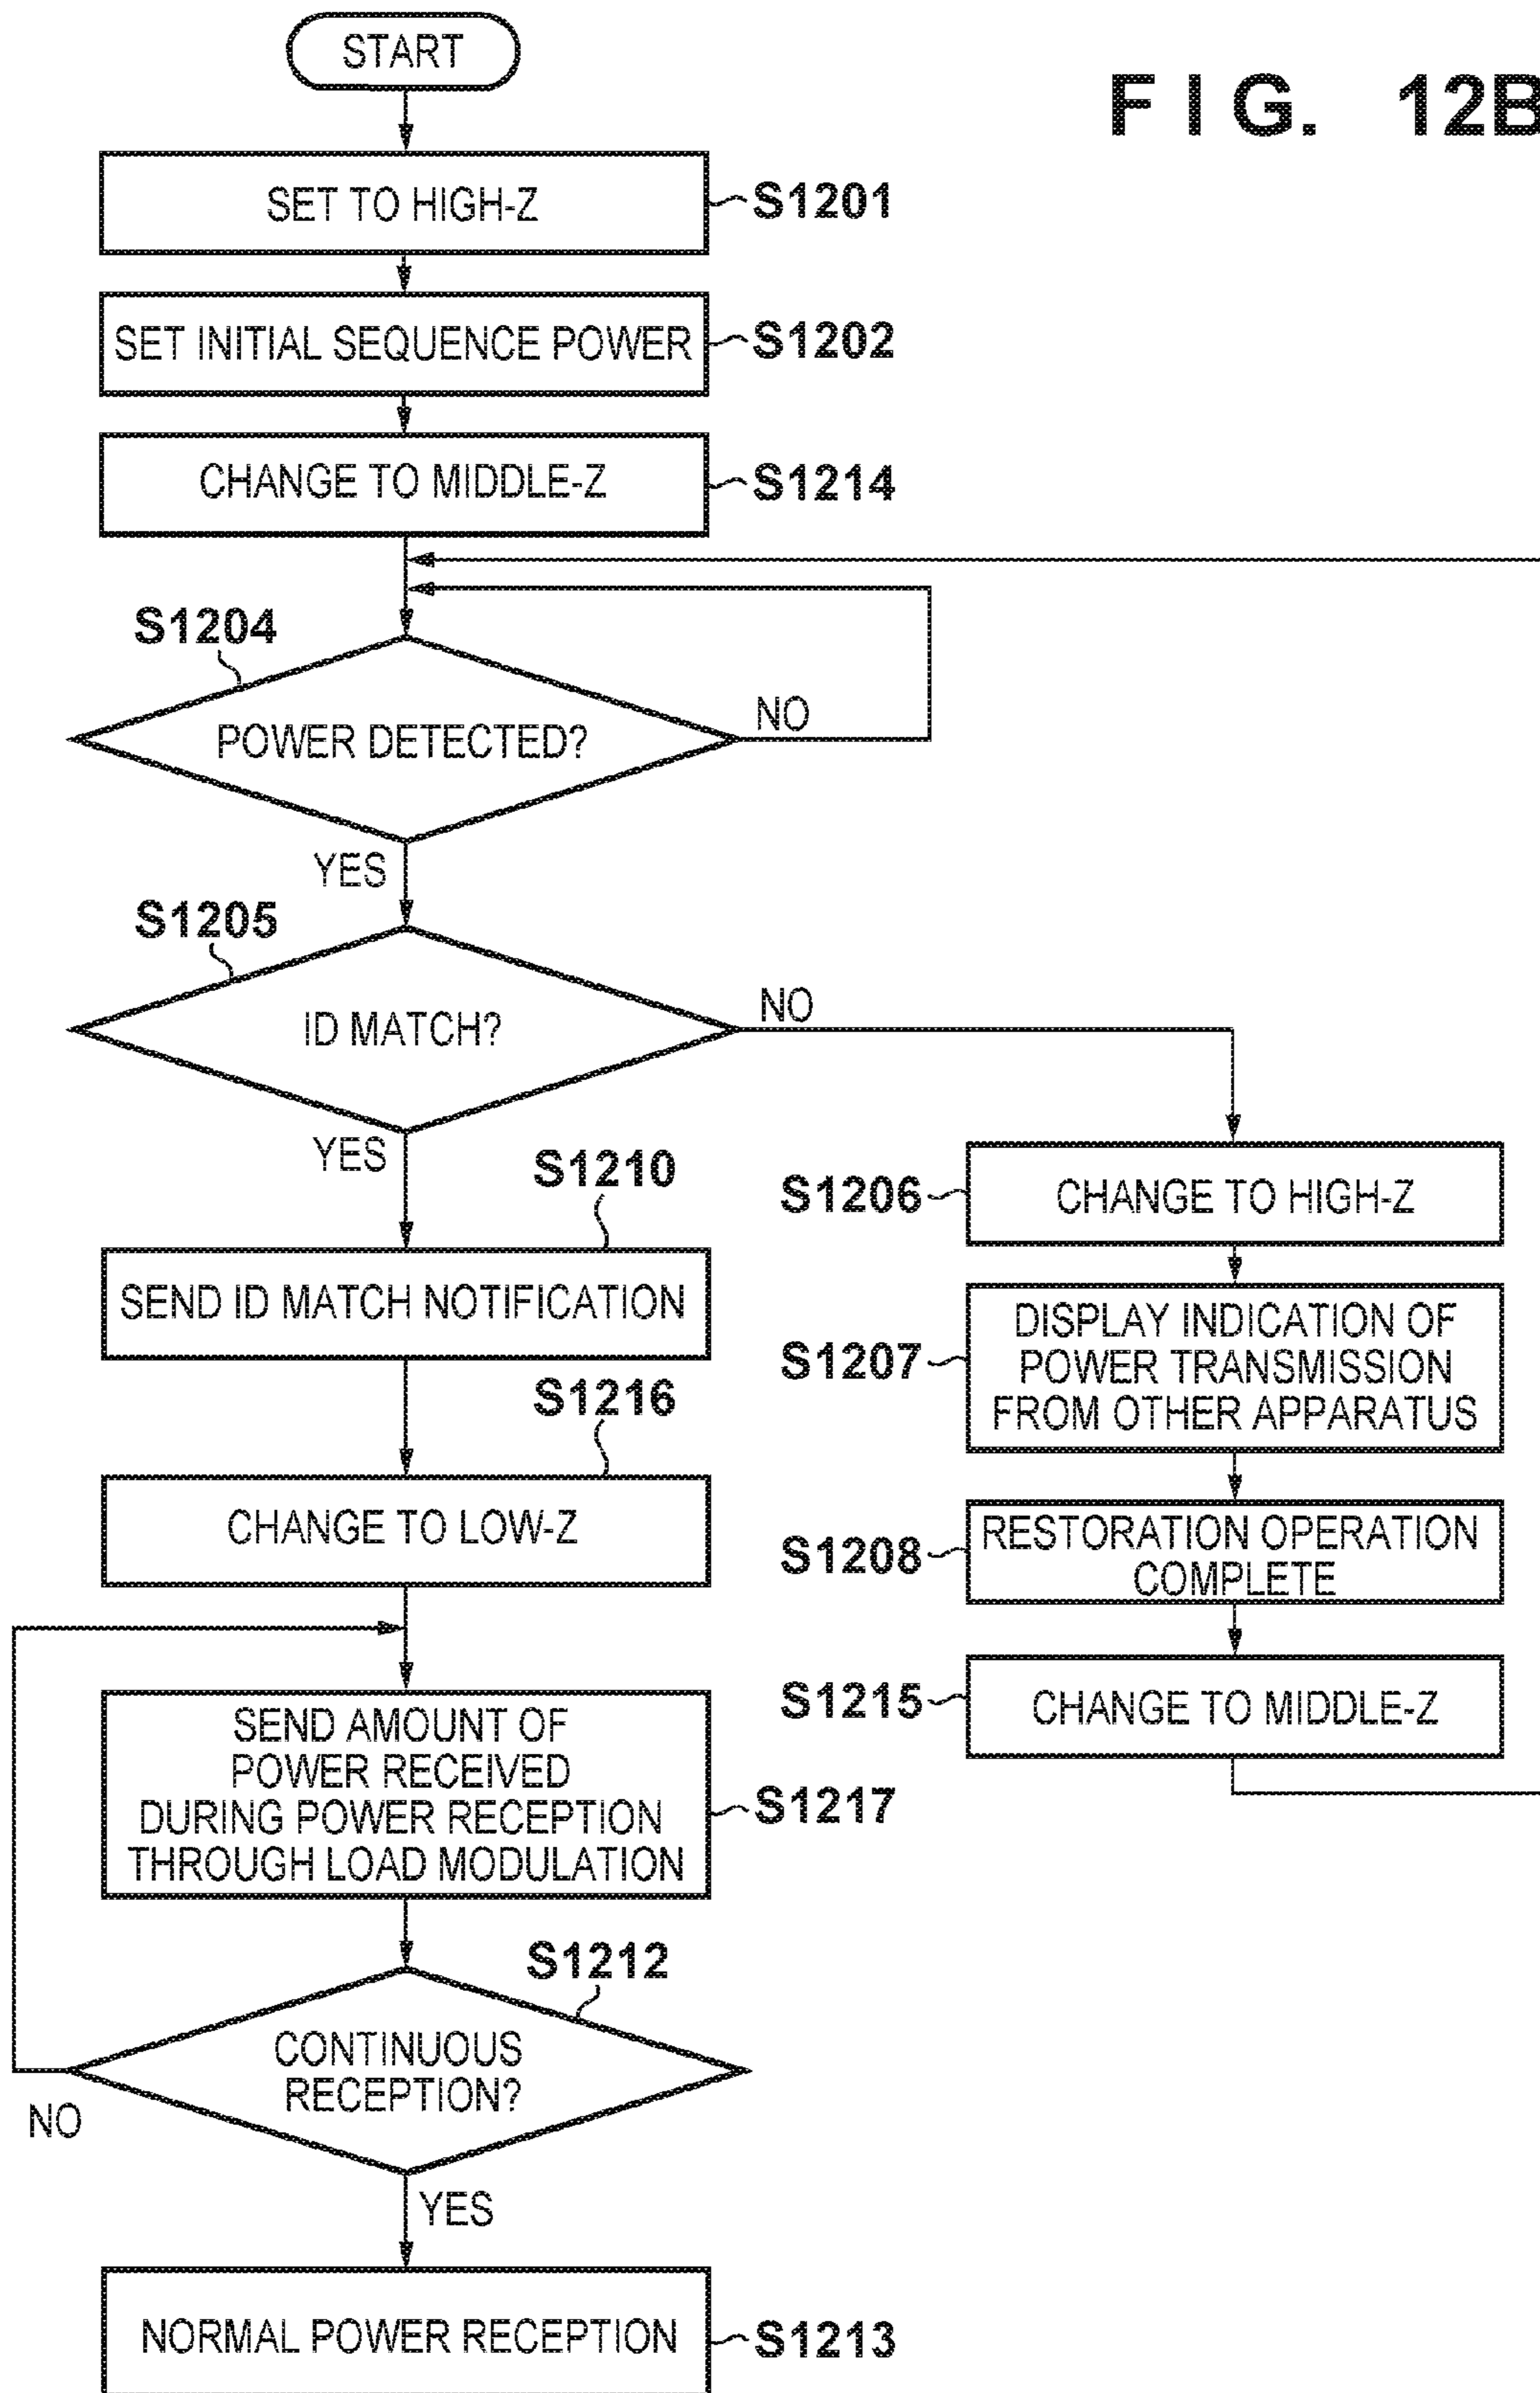 START
FIG. 12B
SET TO HIGH-Z
S1201
SET INITIAL SEQUENCE POWER
S1202
CHANGE TO MIDDLE-Z
S1214
S1204
POWER DETECTED?
NO
YES
S1205
ID MATCH?
NO
YES
S1210
SEND ID MATCH NOTIFICATION
S1206
CHANGE TO HIGH-Z
S1207
DISPLAY INDICATION OF
POWER TRANSMISSION
FROM OTHER APPARATUS
S1216
CHANGE TO LOW-Z
S1208
RESTORATION OPERATION
COMPLETE
S1215
CHANGE TO MIDDLE-Z
SEND AMOUNT OF
POWER RECEIVED
DURING POWER RECEPTION
THROUGH LOAD MODULATION
S1217
S1212
CONTINUOUS
RECEPTION?
NO
YES
NORMAL POWER RECEPTION
S1213